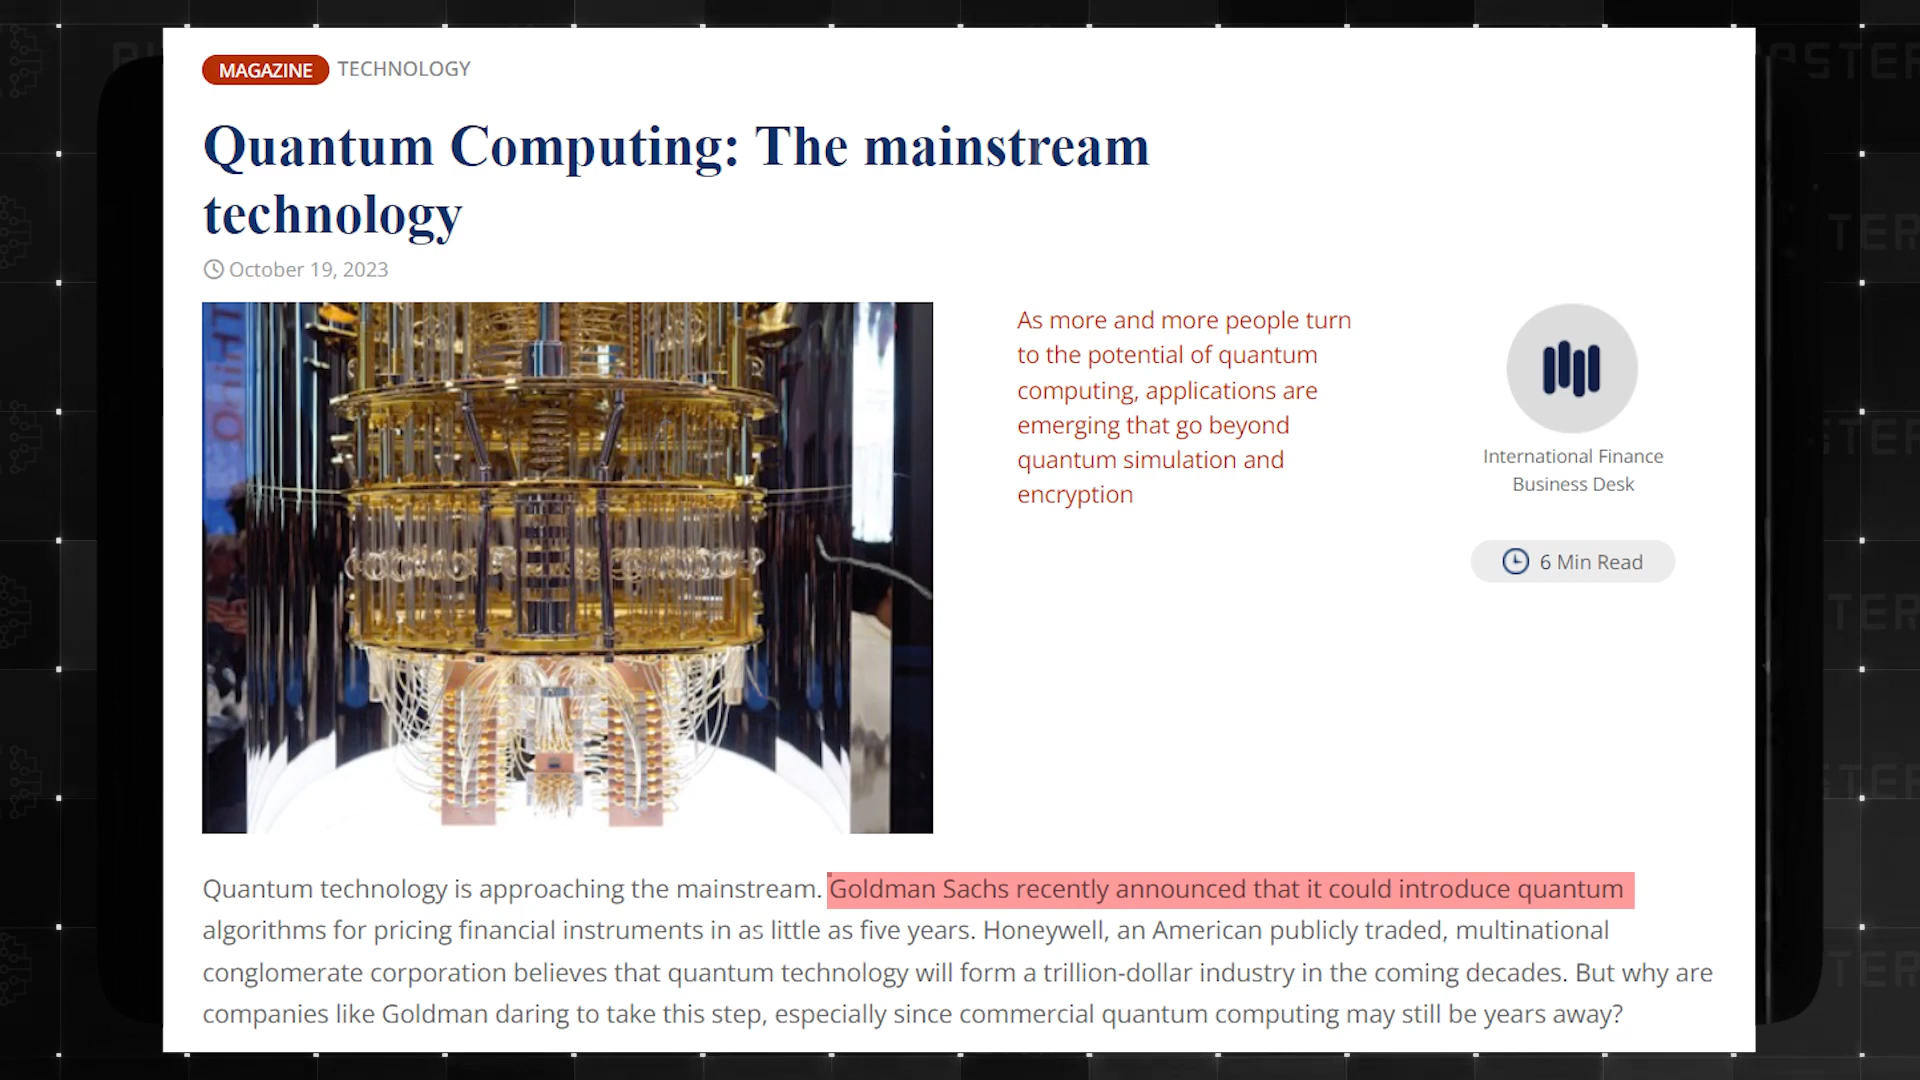 MAGAZINE TECHNOLOGY
Quantum Computing: The mainstream
technology
October 19, 2023
As more and more people turn
to the potential of quantum
computing, applications are
emerging that go beyond
quantum simulation and
encryption
International Finance
Business Desk
6 Min Read
Quantum technology is approaching the mainstream. Goldman Sachs recently announced that it could introduce quantum
algorithms for pricing financial instruments in as little as five years. Honeywell, an American publicly traded, multinational
conglomerate corporation believes that quantum technology will form a trillion-dollar industry in the coming decades. But why are
companies like Goldman daring to take this step, especially since commercial quantum computing may still be years away?